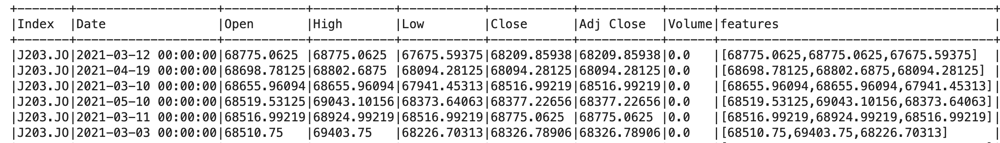 +-------+-------------------+-----------+-----------+-----------+-----------+-----------+------+-------------------------------------+
|Index  |Date               |Open       |High       |Low        |Close      |Adj Close  |Volume|features                             |
+-------+-------------------+-----------+-----------+-----------+-----------+-----------+------+-------------------------------------+
|J203.JO|2021-03-12 00:00:00|68775.0625 |68775.0625 |67675.59375|68209.85938|68209.85938|0.0   |[68775.0625,68775.0625,67675.59375]  |
|J203.JO|2021-04-19 00:00:00|68698.78125|68802.6875 |68094.28125|68094.28125|68094.28125|0.0   |[68698.78125,68802.6875,68094.28125] |
|J203.JO|2021-03-10 00:00:00|68655.96094|68655.96094|67941.45313|68516.99219|68516.99219|0.0   |[68655.96094,68655.96094,67941.45313]|
|J203.JO|2021-05-10 00:00:00|68519.53125|69043.10156|68373.64063|68377.22656|68377.22656|0.0   |[68519.53125,69043.10156,68373.64063]|
|J203.JO|2021-03-11 00:00:00|68516.99219|68924.99219|68516.99219|68775.0625 |68775.0625 |0.0   |[68516.99219,68924.99219,68516.99219]|
|J203.JO|2021-03-03 00:00:00|68510.75   |69403.75   |68226.70313|68326.78906|68326.78906|0.0   |[68510.75,69403.75,68226.70313]      |